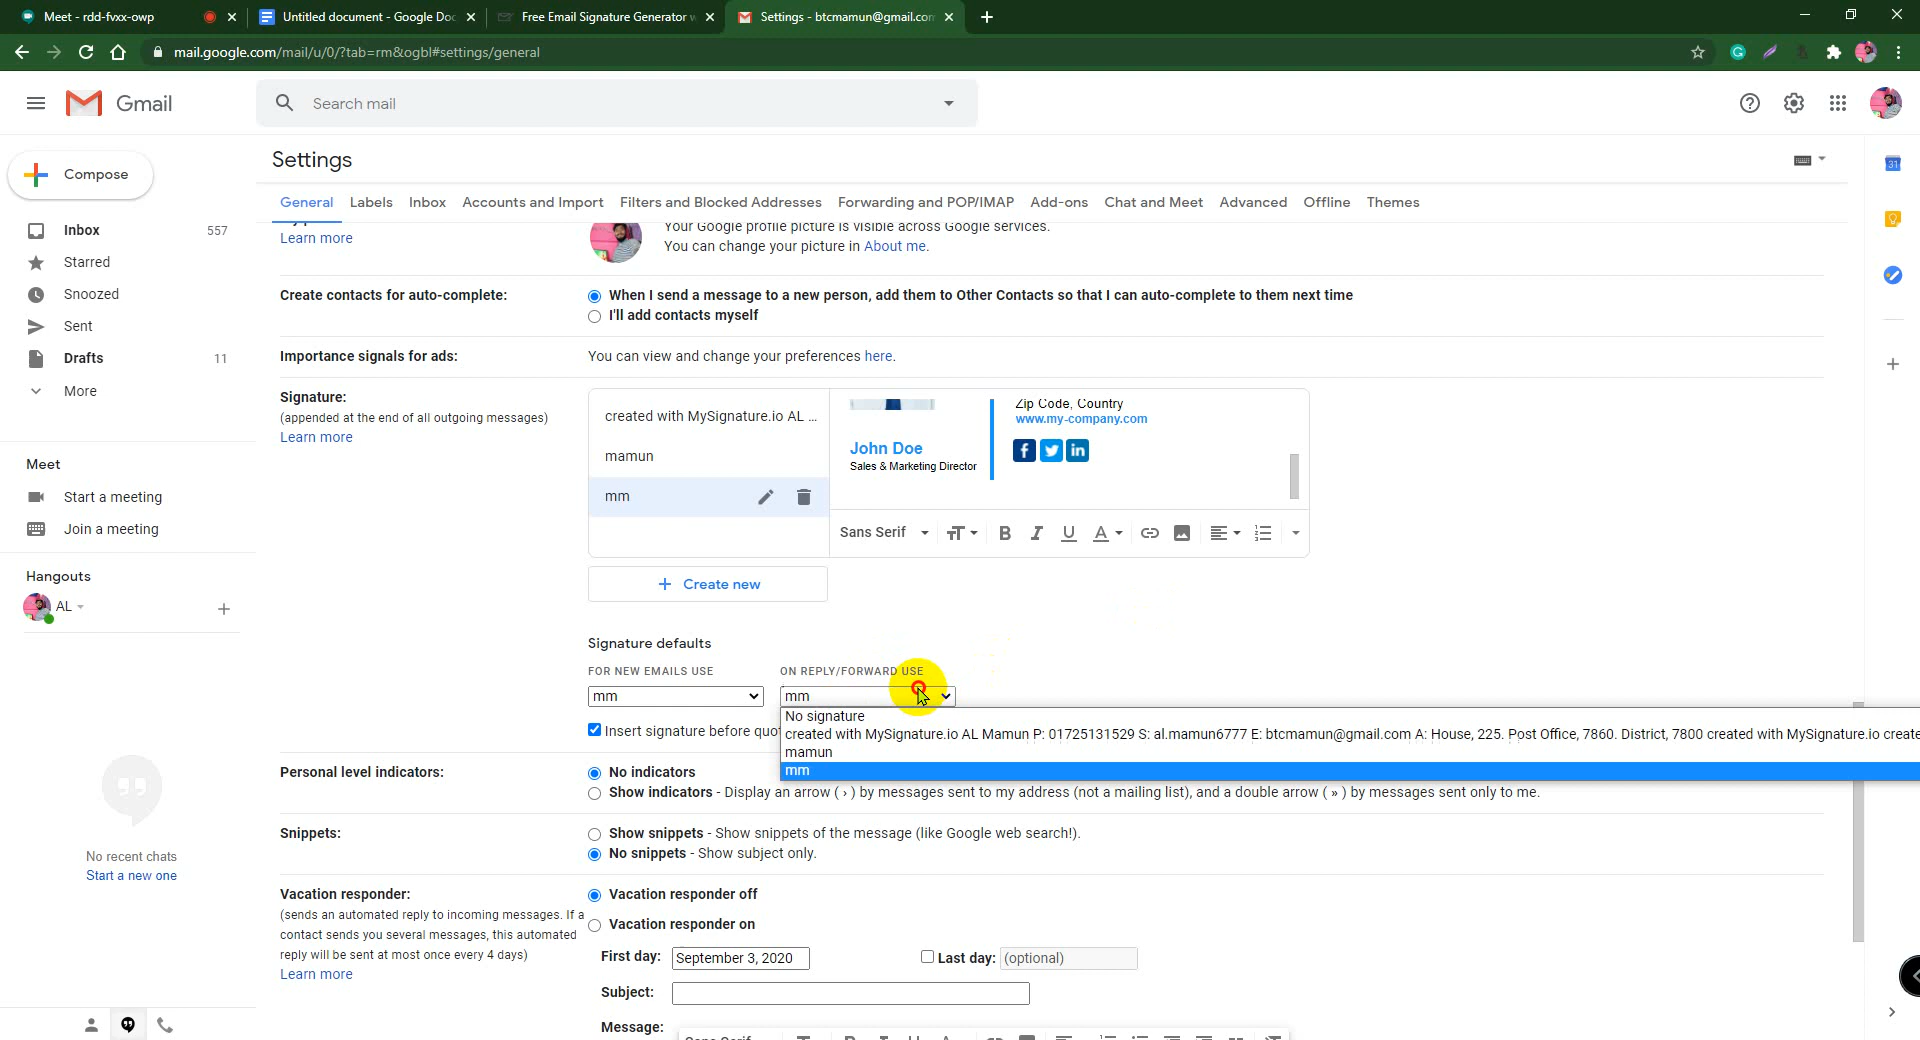 Meet - rdd-fvxx-owp
Untitled document - Google Doc
Free Email Signature Generator w
Settings - btcmamun@gmail.com
mail.google.com/mail/u/0/?tab=rm&ogbl#settings/general
Gmail
Search mail
Compose
Inbox 557
Starred
Snoozed
Sent
Drafts 11
More
Meet
Start a meeting
Join a meeting
Hangouts
AL
No recent chats
Start a new one
Settings
General Labels Inbox Accounts and Import Filters and Blocked Addresses Forwarding and POP/IMAP Add-ons Chat and Meet Advanced Offline Themes
Learn more
Your Google profile picture is visible across Google services.
You can change your picture in About me.
Create contacts for auto-complete:
When I send a message to a new person, add them to Other Contacts so that I can auto-complete to them next time
I'll add contacts myself
Importance signals for ads:
You can view and change your preferences here.
Signature:
(appended at the end of all outgoing messages)
Learn more
created with MySignature.io AL ...
mamun
mm
Zip Code, Country
www.my-company.com
John Doe
Sales & Marketing Director
Sans Serif
Create new
Signature defaults
FOR NEW EMAILS USE
ON REPLY/FORWARD USE
mm
mm
No signature
created with MySignature.io AL Mamun P: 01725131529 S: al.mamun6777 E: btcmamun@gmail.com A: House, 225. Post Office, 7860. District, 7800 created with MySignature.io create
mamun
mm
Insert signature before quo
Personal level indicators:
No indicators
Show indicators - Display an arrow ( › ) by messages sent to my address (not a mailing list), and a double arrow ( » ) by messages sent only to me.
Snippets:
Show snippets - Show snippets of the message (like Google web search!).
No snippets - Show subject only.
Vacation responder:
(sends an automated reply to incoming messages. If a
contact sends you several messages, this automated
reply will be sent at most once every 4 days)
Learn more
Vacation responder off
Vacation responder on
First day: September 3, 2020
Last day: (optional)
Subject:
Message:
31